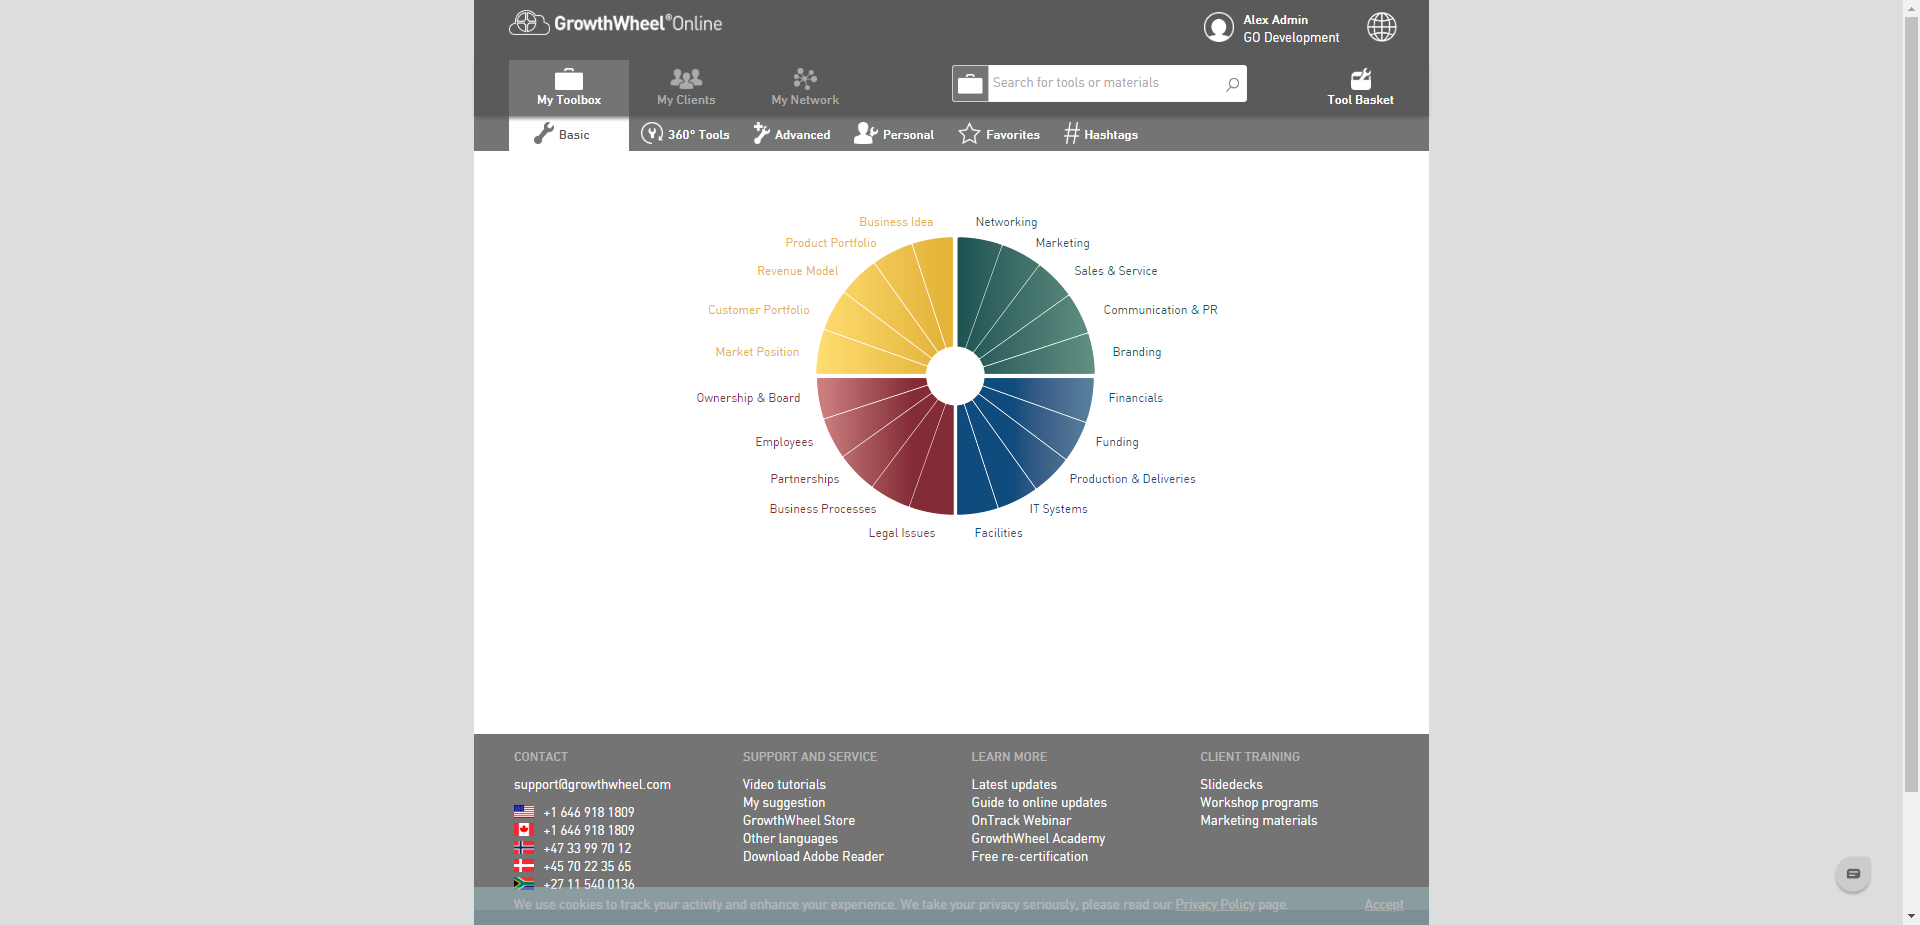 GrowthWheel®Online
Alex Admin
GO Development
My Toolbox
My Clients
My Network
Search for tools or materials
Tool Basket
Basic
360° Tools
Advanced
Personal
Favorites
Hashtags
Business Idea
Networking
Product Portfolio
Marketing
Revenue Model
Sales & Service
Customer Portfolio
Communication & PR
Market Position
Branding
Ownership & Board
Financials
Employees
Funding
Partnerships
Production & Deliveries
Business Processes
IT Systems
Legal Issues
Facilities
CONTACT
support@growthwheel.com
+1 646 918 1809
+1 646 918 1809
+47 33 99 70 12
+45 70 22 35 65
+27 11 540 0136
SUPPORT AND SERVICE
Video tutorials
My suggestion
GrowthWheel Store
Other languages
Download Adobe Reader
LEARN MORE
Latest updates
Guide to online updates
OnTrack Webinar
GrowthWheel Academy
Free re-certification
CLIENT TRAINING
Slidedecks
Workshop programs
Marketing materials
We use cookies to track your activity and enhance your experience. We take your privacy seriously, please read our Privacy Policy page.
Accept